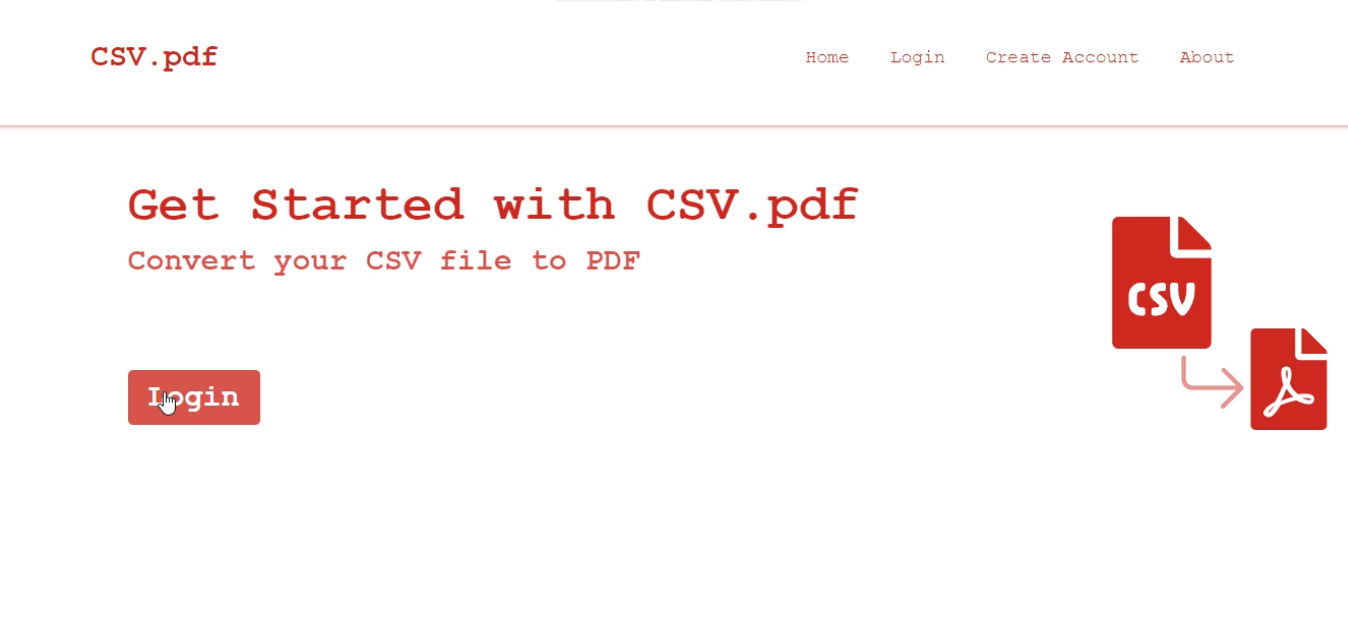 CSV.pdf
Home Login Create Account About
Get Started with CSV.pdf
Convert your CSV file to PDF
CSV
Login